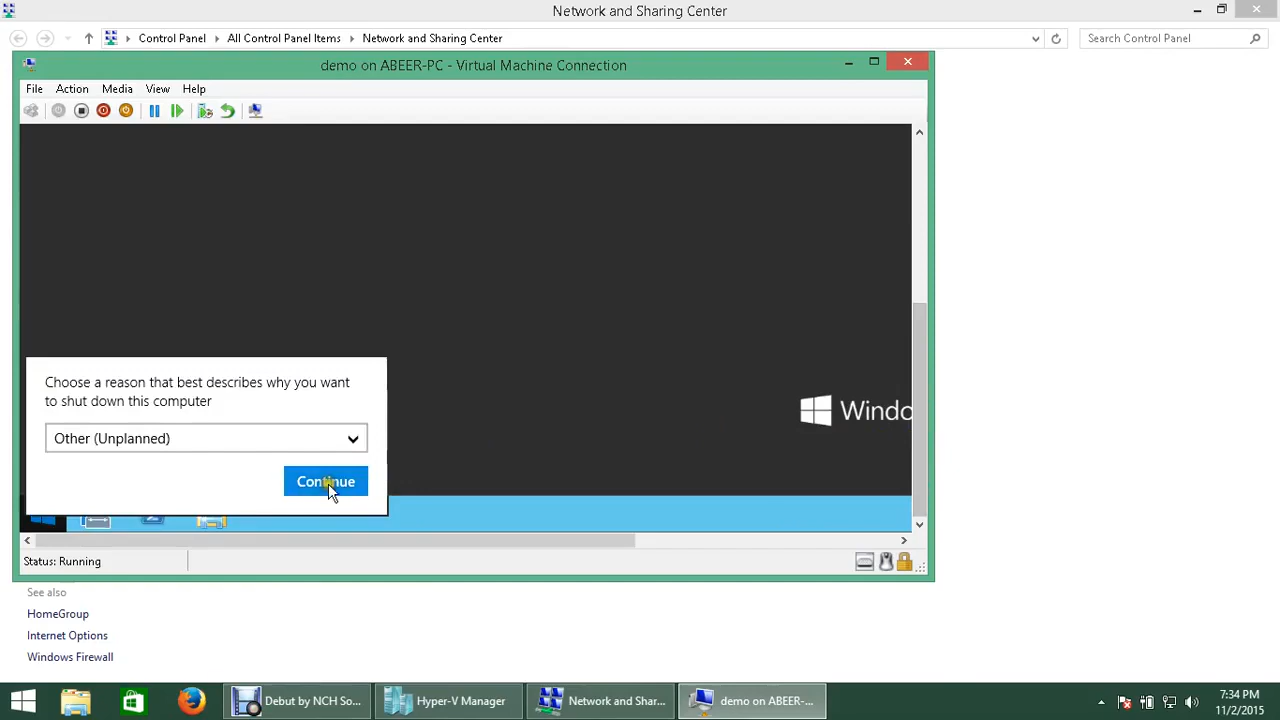 Network and Sharing Center
Control Panel All Control Panel Items Network and Sharing Center
Search Control Panel
demo on ABEER-PC - Virtual Machine Connection
File Action Media View Help
Choose a reason that best describes why you want
to shut down this computer
Other (Unplanned)
Continue
Windo
Status: Running
See also
HomeGroup
Internet Options
Windows Firewall
Debut by NCH So...
Hyper-V Manager
Network and Shar...
demo on ABEER-...
7:34 PM
11/2/2015